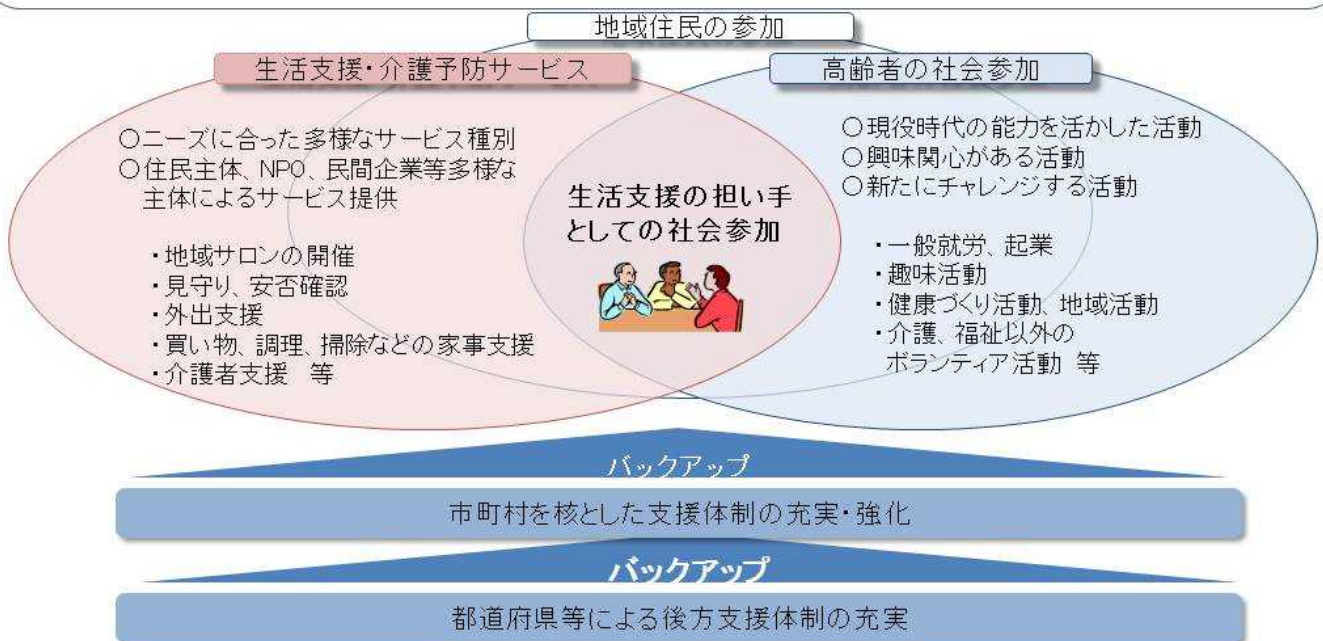 地域住民の参加
生活支援・介護予防サービス
○ニーズに合った多様なサービス種別
○住民主体、NPO、民間企業等多様な
主体によるサービス提供
・地域サロンの開催
・見守り、安否確認
・外出支援
・買い物、調理、掃除などの家事支援
・介護者支援 等
生活支援の担い手
としての社会参加
高齢者の社会参加
○現役時代の能力を活かした活動
○興味関心がある活動
○新たにチャレンジする活動
・一般就労、起業
・趣味活動
・健康づくり活動、地域活動
・介護、福祉以外の
ボランティア活動 等
バックアップ
市町村を核とした支援体制の充実・強化
バックアップ
都道府県等による後方支援体制の充実